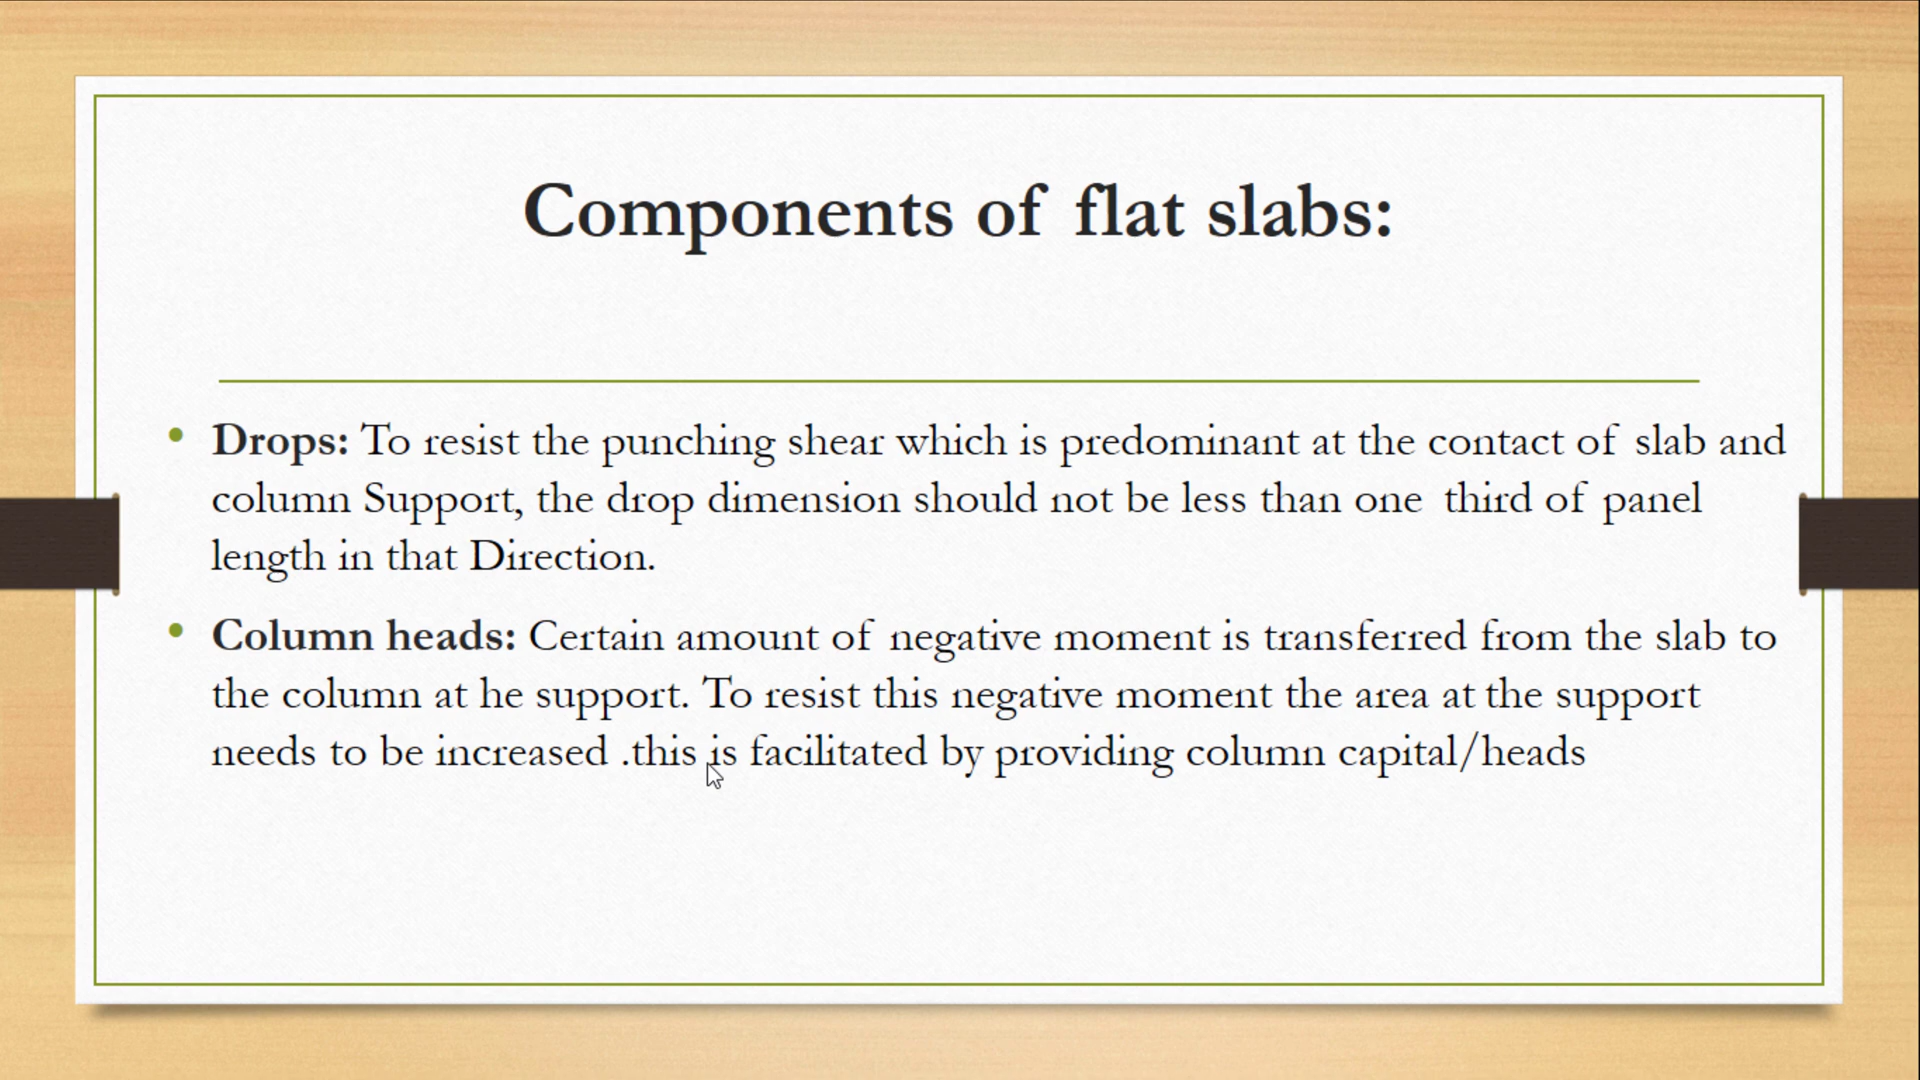 Components of flat slabs:
• Drops: To resist the punching shear which is predominant at the contact of slab and
column Support, the drop dimension should not be less than one third of panel
length in that Direction.
• Column heads: Certain amount of negative moment is transferred from the slab to
the column at he support. To resist this negative moment the area at the support
needs to be increased .this is facilitated by providing column capital/heads